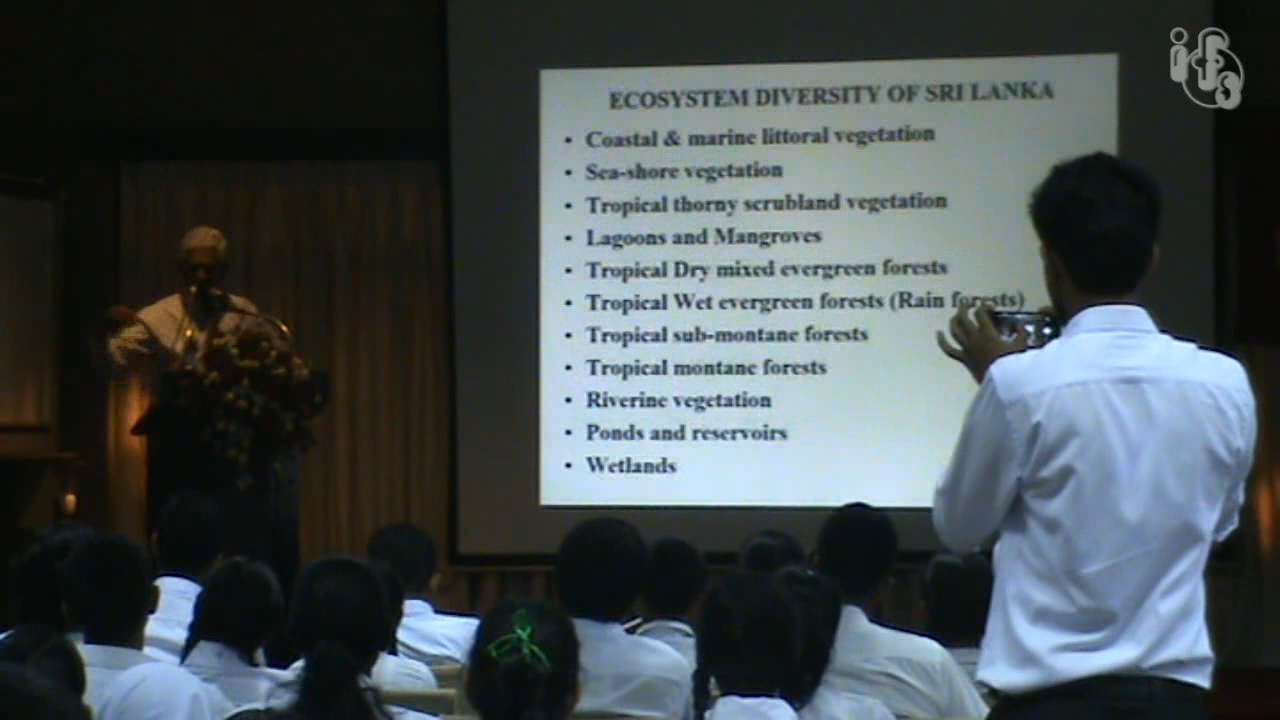 ECOSYSTEM DIVERSITY OF SRI LANKA
• Coastal & marine littoral vegetation
• Sea-shore vegetation
• Tropical thorny scrubland vegetation
• Lagoons and Mangroves
• Tropical Dry mixed evergreen forests
• Tropical Wet evergreen forests (Rain forests)
• Tropical sub-montane forests
• Tropical montane forests
• Riverine vegetation
• Ponds and reservoirs
• Wetlands